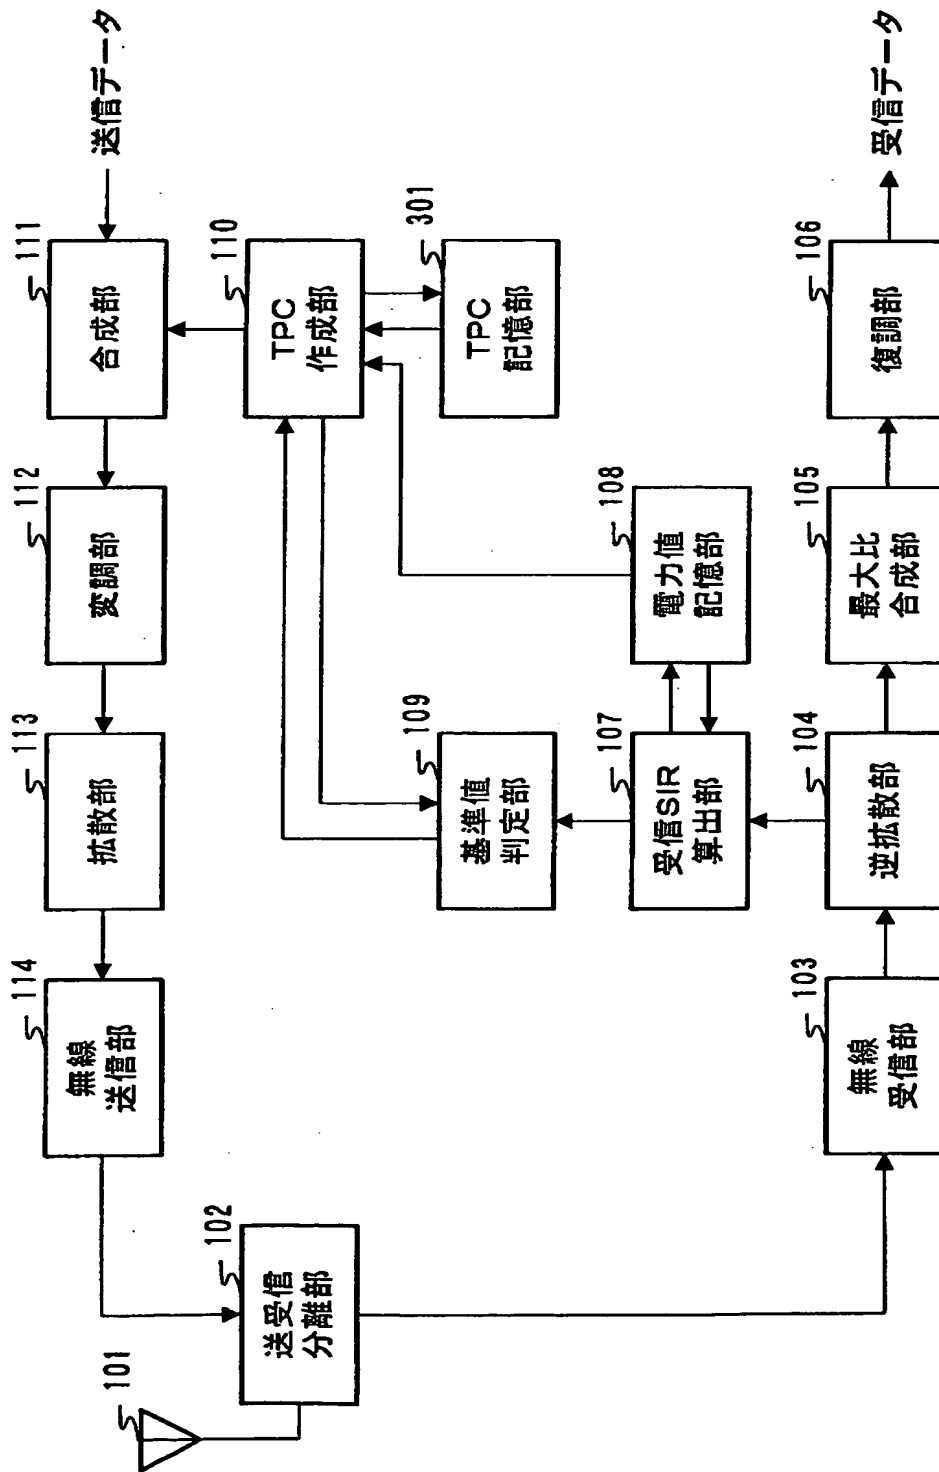 101
102
送受信
分離部
114
無線
送信部
113
拡散部
112
変調部
111
合成部
送信データ
110
TPC
作成部
301
TPC
記憶部
109
基準値
判定部
107
受信SIR
算出部
108
電力値
記憶部
103
無線
受信部
104
逆拡散部
105
最大比
合成部
106
復調部
受信データ